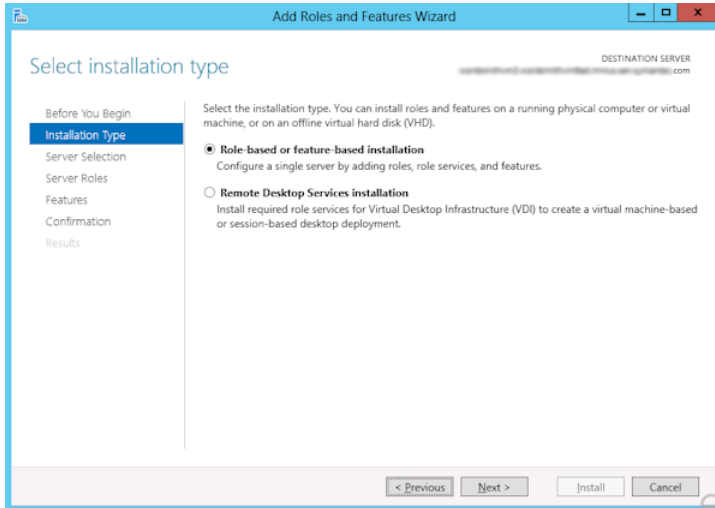 Add Roles and Features Wizard
Select installation type
DESTINATION SERVER
.com
Before You Begin
Installation Type
Server Selection
Server Roles
Features
Confirmation
Results
Select the installation type. You can install roles and features on a running physical computer or virtual
machine, or on an offline virtual hard disk (VHD).
Role-based or feature-based installation
Configure a single server by adding roles, role services, and features.
Remote Desktop Services installation
Install required role services for Virtual Desktop Infrastructure (VDI) to create a virtual machine-based
or session-based desktop deployment.
< Previous
Next >
Install
Cancel